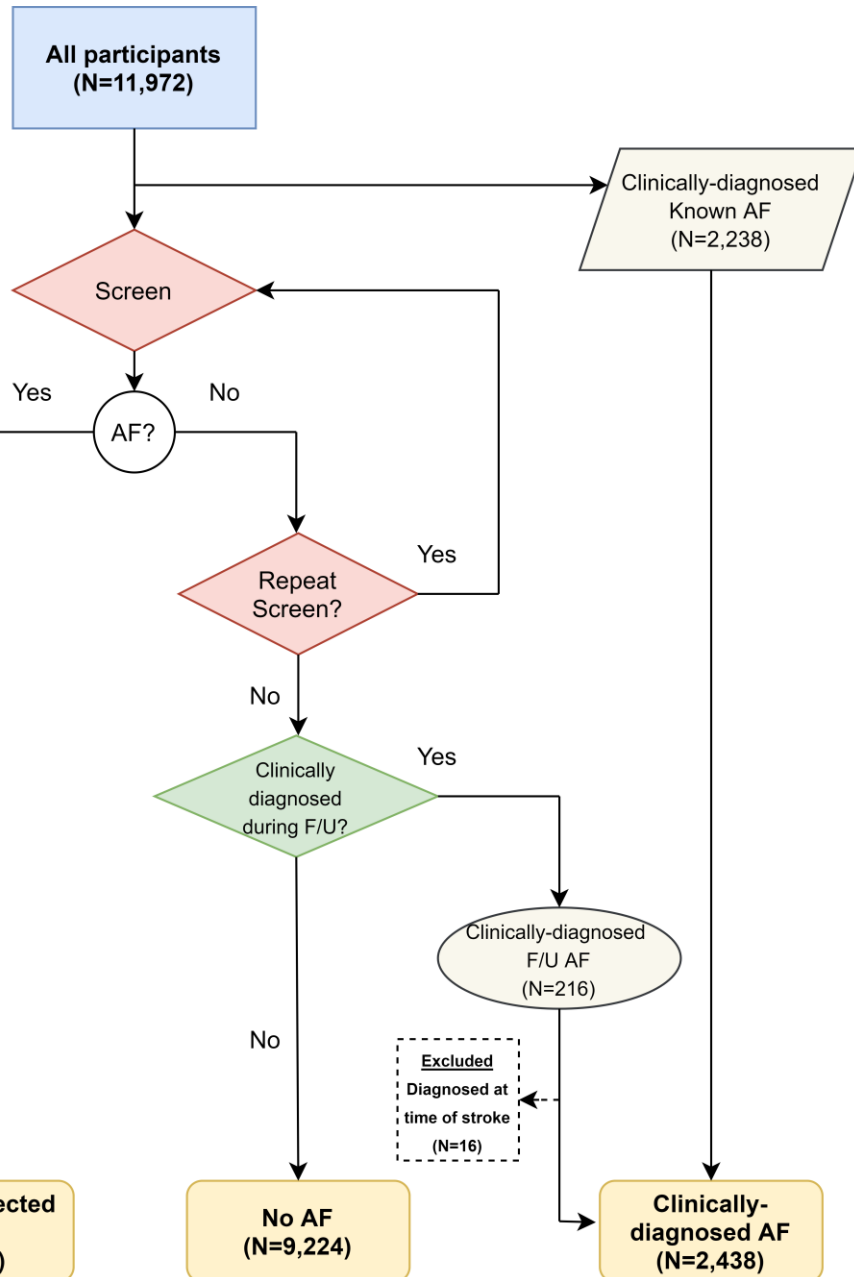 All participants
(N=11,972)
Clinically-diagnosed
Known AF
(N=2,238)
Screen
Yes
No
AF?
Repeat
Screen?
Yes
No
Clinically
diagnosed
during F/U?
Yes
Clinically-diagnosed
F/U AF
(N=216)
No
Excluded
Diagnosed at
time of stroke
(N=16)
No AF
(N=9,224)
Clinically-
diagnosed AF
(N=2,438)